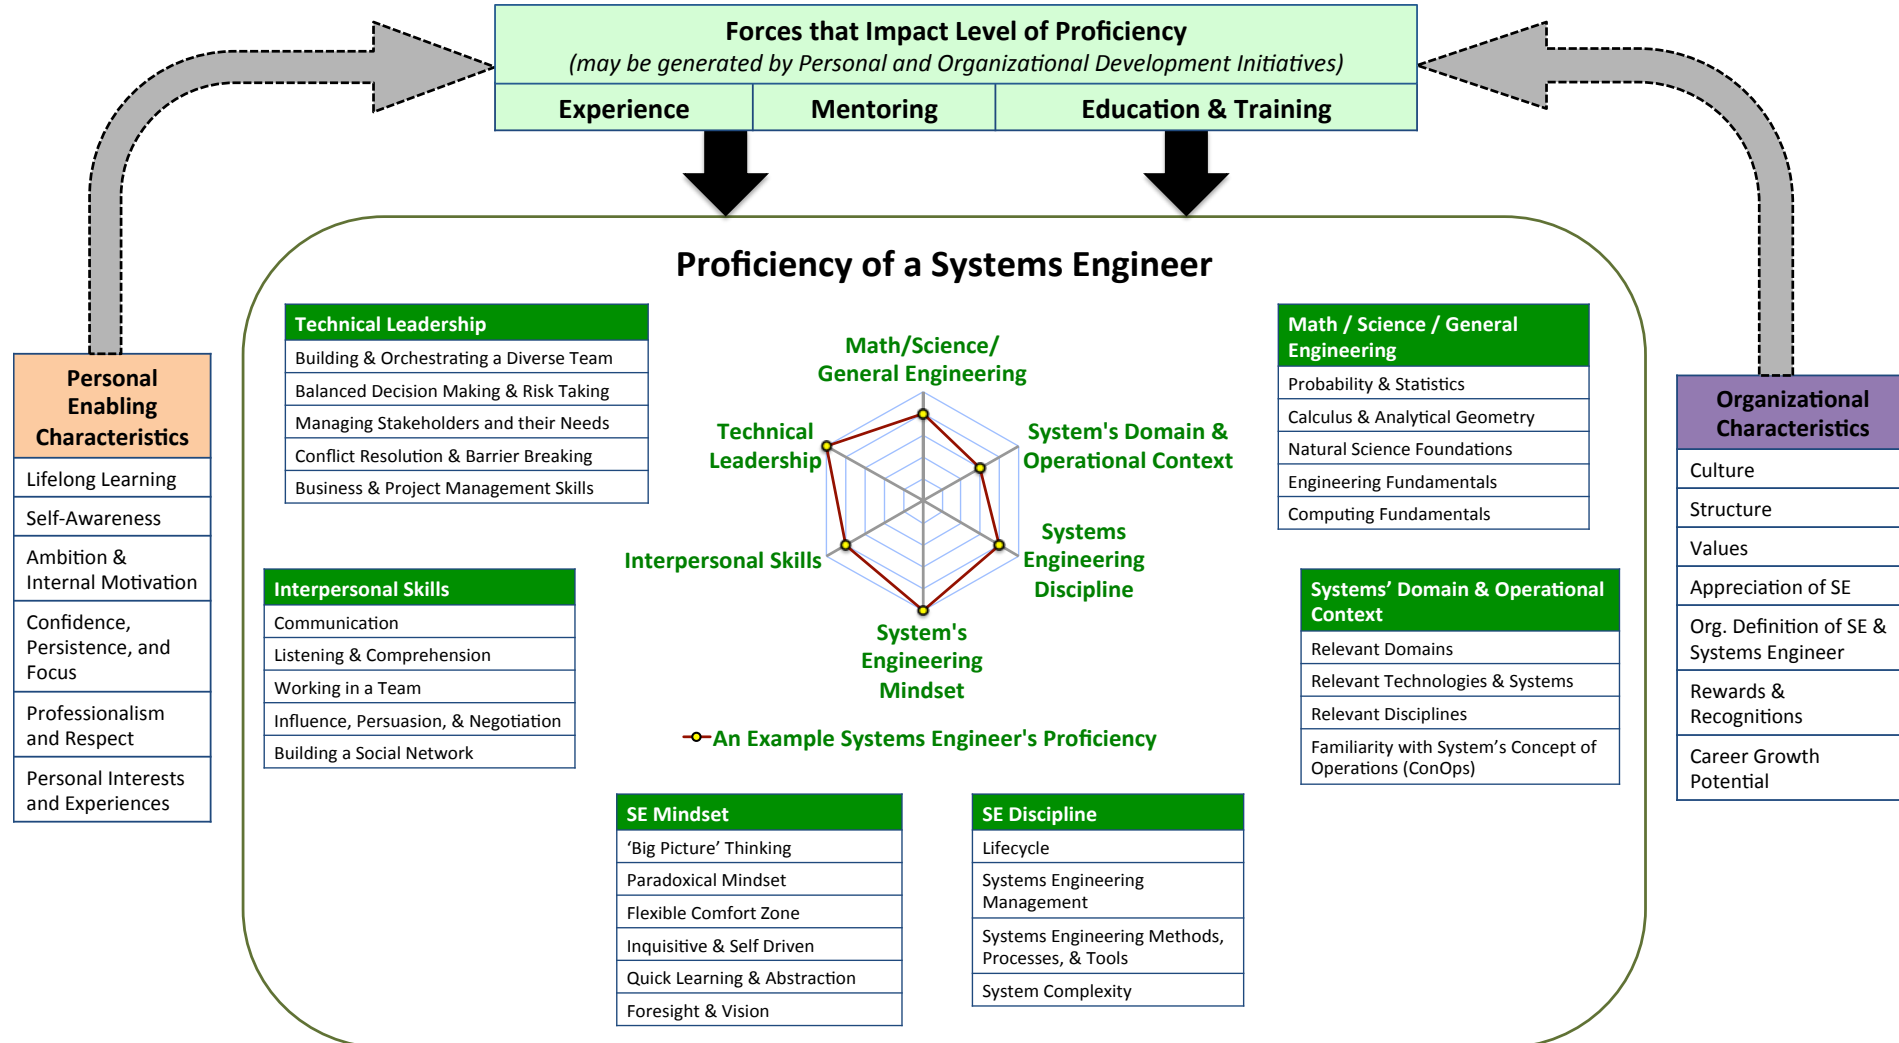 Forces that Impact Level of Proficiency
(may be generated by Personal and Organizational Development Initiatives)
Experience
Mentoring
Education & Training
Proficiency of a Systems Engineer
Personal
Enabling
Characteristics
Lifelong Learning
Self-Awareness
Ambition &
Internal Motivation
Confidence,
Persistence, and
Focus
Professionalism
and Respect
Personal Interests
and Experiences
Technical Leadership
Building & Orchestrating a Diverse Team
Balanced Decision Making & Risk Taking
Managing Stakeholders and their Needs
Conflict Resolution & Barrier Breaking
Business & Project Management Skills
Interpersonal Skills
Communication
Listening & Comprehension
Working in a Team
Influence, Persuasion, & Negotiation
Building a Social Network
Math/Science/
General Engineering
Technical
Leadership
System's Domain &
Operational Context
Interpersonal Skills
Systems
Engineering
Discipline
System's
Engineering
Mindset
An Example Systems Engineer's Proficiency
SE Mindset
‘Big Picture’ Thinking
Paradoxical Mindset
Flexible Comfort Zone
Inquisitive & Self Driven
Quick Learning & Abstraction
Foresight & Vision
SE Discipline
Lifecycle
Systems Engineering
Management
Systems Engineering Methods,
Processes, & Tools
System Complexity
Math / Science / General
Engineering
Probability & Statistics
Calculus & Analytical Geometry
Natural Science Foundations
Engineering Fundamentals
Computing Fundamentals
Systems’ Domain & Operational
Context
Relevant Domains
Relevant Technologies & Systems
Relevant Disciplines
Familiarity with System’s Concept of
Operations (ConOps)
Organizational
Characteristics
Culture
Structure
Values
Appreciation of SE
Org. Definition of SE &
Systems Engineer
Rewards &
Recognitions
Career Growth
Potential